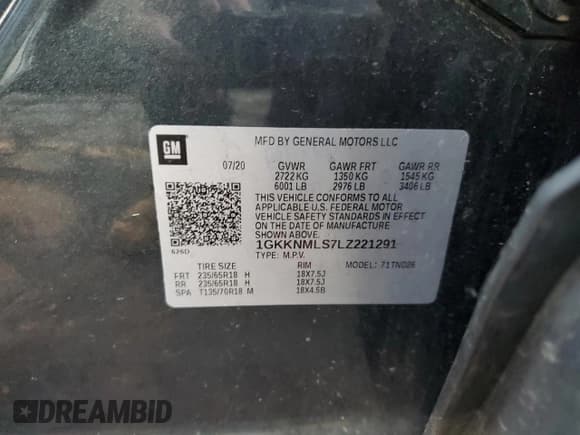 GM
MFD BY GENERAL MOTORS LLC
07/20 GVWR GAWR FRT GAWR RR
2722 KG 1350 KG 1545 KG
6001 LB 2976 LB 3406 LB
THIS VEHICLE CONFORMS TO ALL
APPLICABLE U.S. FEDERAL MOTOR
VEHICLE SAFETY STANDARDS IN EFFECT
ON THE DATE OF MANUFACTURE
SHOWN ABOVE.
1GKKNMLS7LZ221291
626D TYPE: M.P.V.
TIRE SIZE RIM MODEL: 71TND26
FRT 235/65R18 H 18X7.5J
RR 235/65R18 H 18X7.5J
SPA T135/70R18 M 18X4.5B
DREAMBID